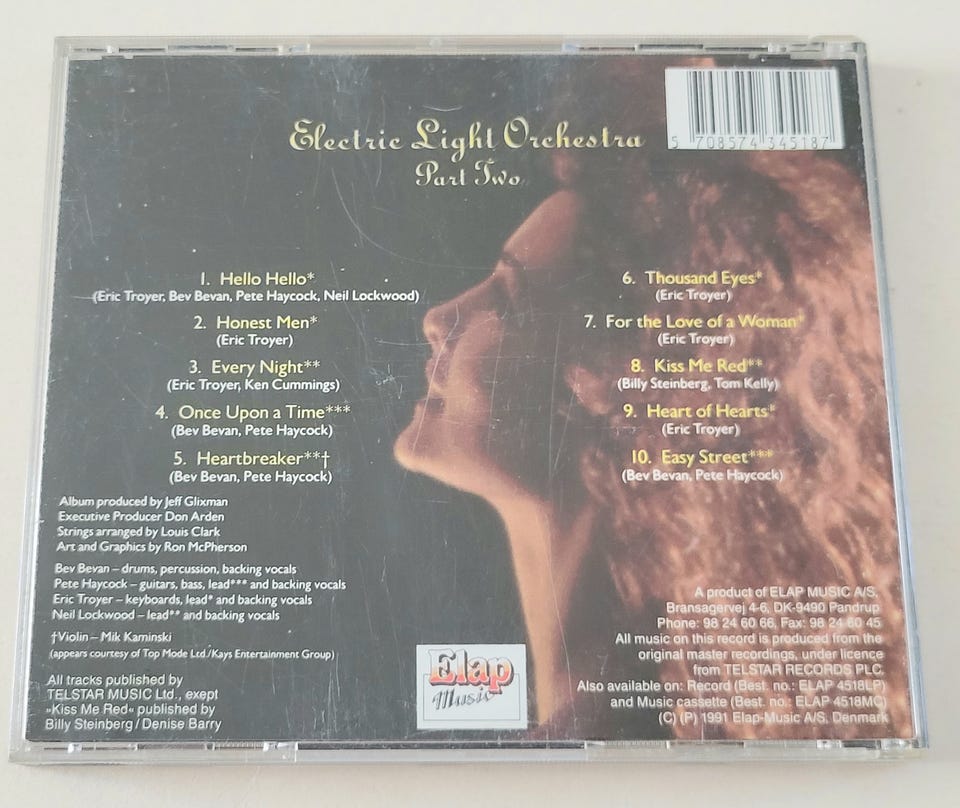 5 708574 345187
Electric Light Orchestra
Part Two
1. Hello Hello*
(Eric Troyer, Bev Bevan, Pete Haycock, Neil Lockwood)
2. Honest Men*
(Eric Troyer)
3. Every Night**
(Eric Troyer, Ken Cummings)
4. Once Upon a Time***
(Bev Bevan, Pete Haycock)
5. Heartbreaker**†
(Bev Bevan, Pete Haycock)
6. Thousand Eyes*
(Eric Troyer)
7. For the Love of a Woman*
(Eric Troyer)
8. Kiss Me Red**
(Billy Steinberg, Tom Kelly)
9. Heart of Hearts*
(Eric Troyer)
10. Easy Street***
(Bev Bevan, Pete Haycock)
Album produced by Jeff Glixman
Executive Producer Don Arden
Strings arranged by Louis Clark
Art and Graphics by Ron McPherson
Bev Bevan – drums, percussion, backing vocals
Pete Haycock – guitars, bass, lead*** and backing vocals
Eric Troyer – keyboards, lead* and backing vocals
Neil Lockwood – lead** and backing vocals
†Violin – Mik Kaminski
(appears courtesy of Top Mode Ltd./Kays Entertainment Group)
All tracks published by
TELSTAR MUSIC Ltd., exept
»Kiss Me Red« published by
Billy Steinberg/Denise Barry
Elap
Music
A product of ELAP MUSIC A/S.
Bransagervej 4-6, DK-9490 Pandrup
Phone: 98 24 60 66, Fax: 98 24 60 45
All music on this record is produced from the
original master recordings, under licence
from TELSTAR RECORDS PLC.
Also available on: Record (Best. no.: ELAP 4518LP)
and Music cassette (Best. no.: ELAP 4518MC)
(C) (P) 1991 Elap-Music A/S, Denmark